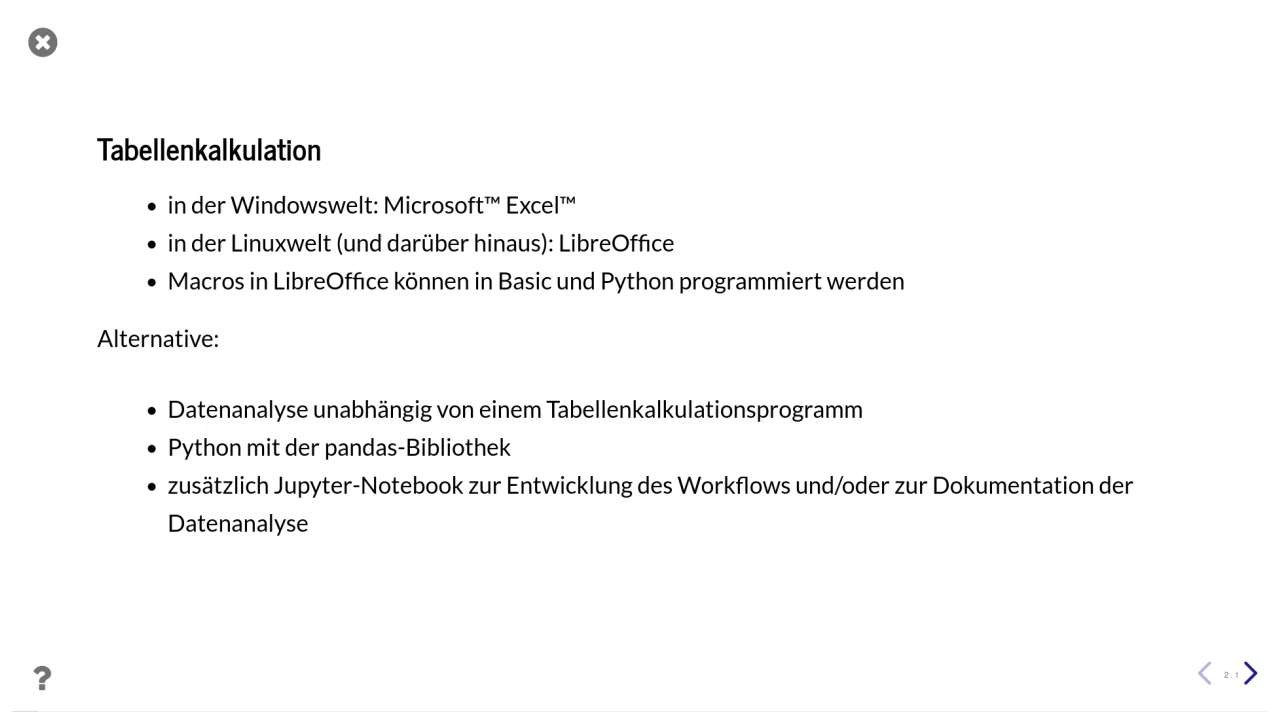 Tabellenkalkulation
• in der Windowswelt: Microsoft™ Excel™
• in der Linuxwelt (und darüber hinaus): LibreOffice
• Macros in LibreOffice können in Basic und Python programmiert werden
Alternative:
• Datenanalyse unabhängig von einem Tabellenkalkulationsprogramm
• Python mit der pandas-Bibliothek
• zusätzlich Jupyter-Notebook zur Entwicklung des Workflows und/oder zur Dokumentation der
Datenanalyse
?
2.1